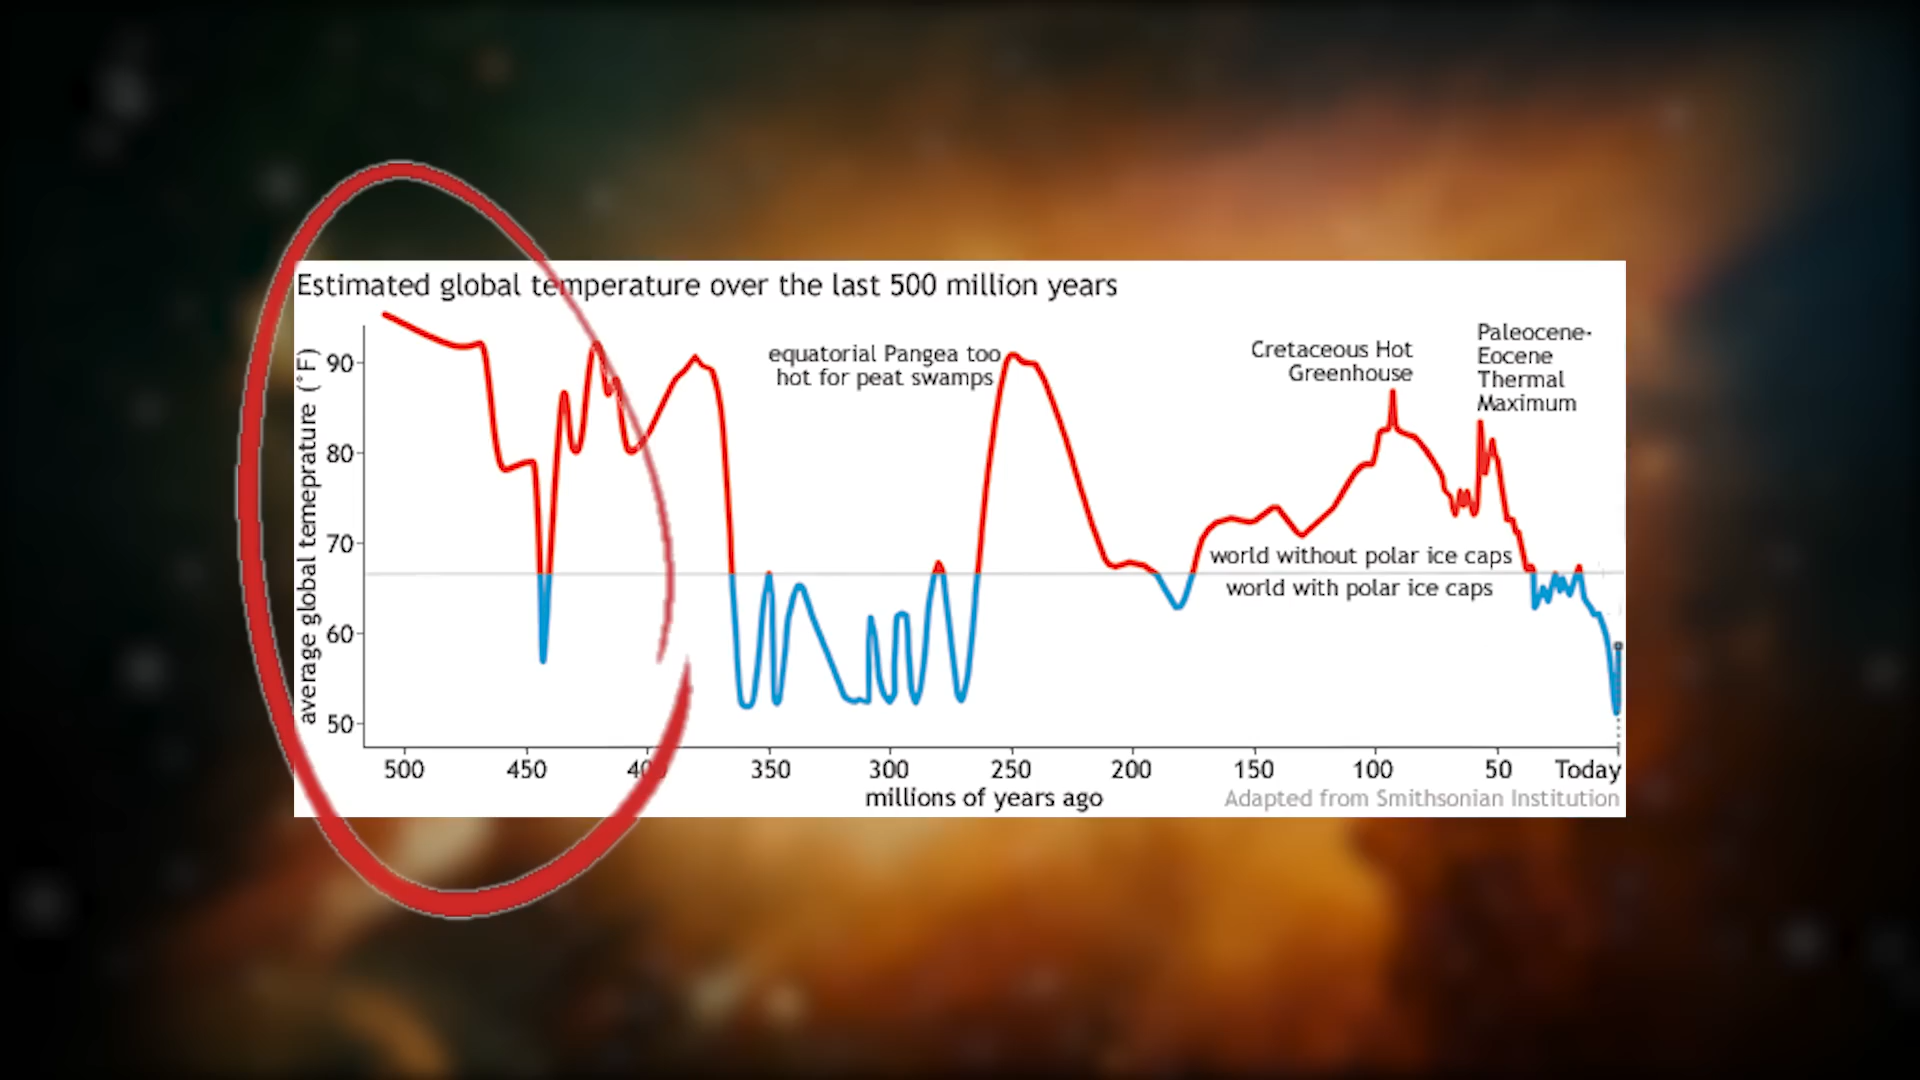 Estimated global temperature over the last 500 million years
average global temeprature (°F)
90
80
70
60
50
equatorial Pangea too
hot for peat swamps
Cretaceous Hot
Greenhouse
Paleocene-
Eocene
Thermal
Maximum
world without polar ice caps
world with polar ice caps
500 450 400 350 300 250 200 150 100 50 Today
millions of years ago
Adapted from Smithsonian Institution